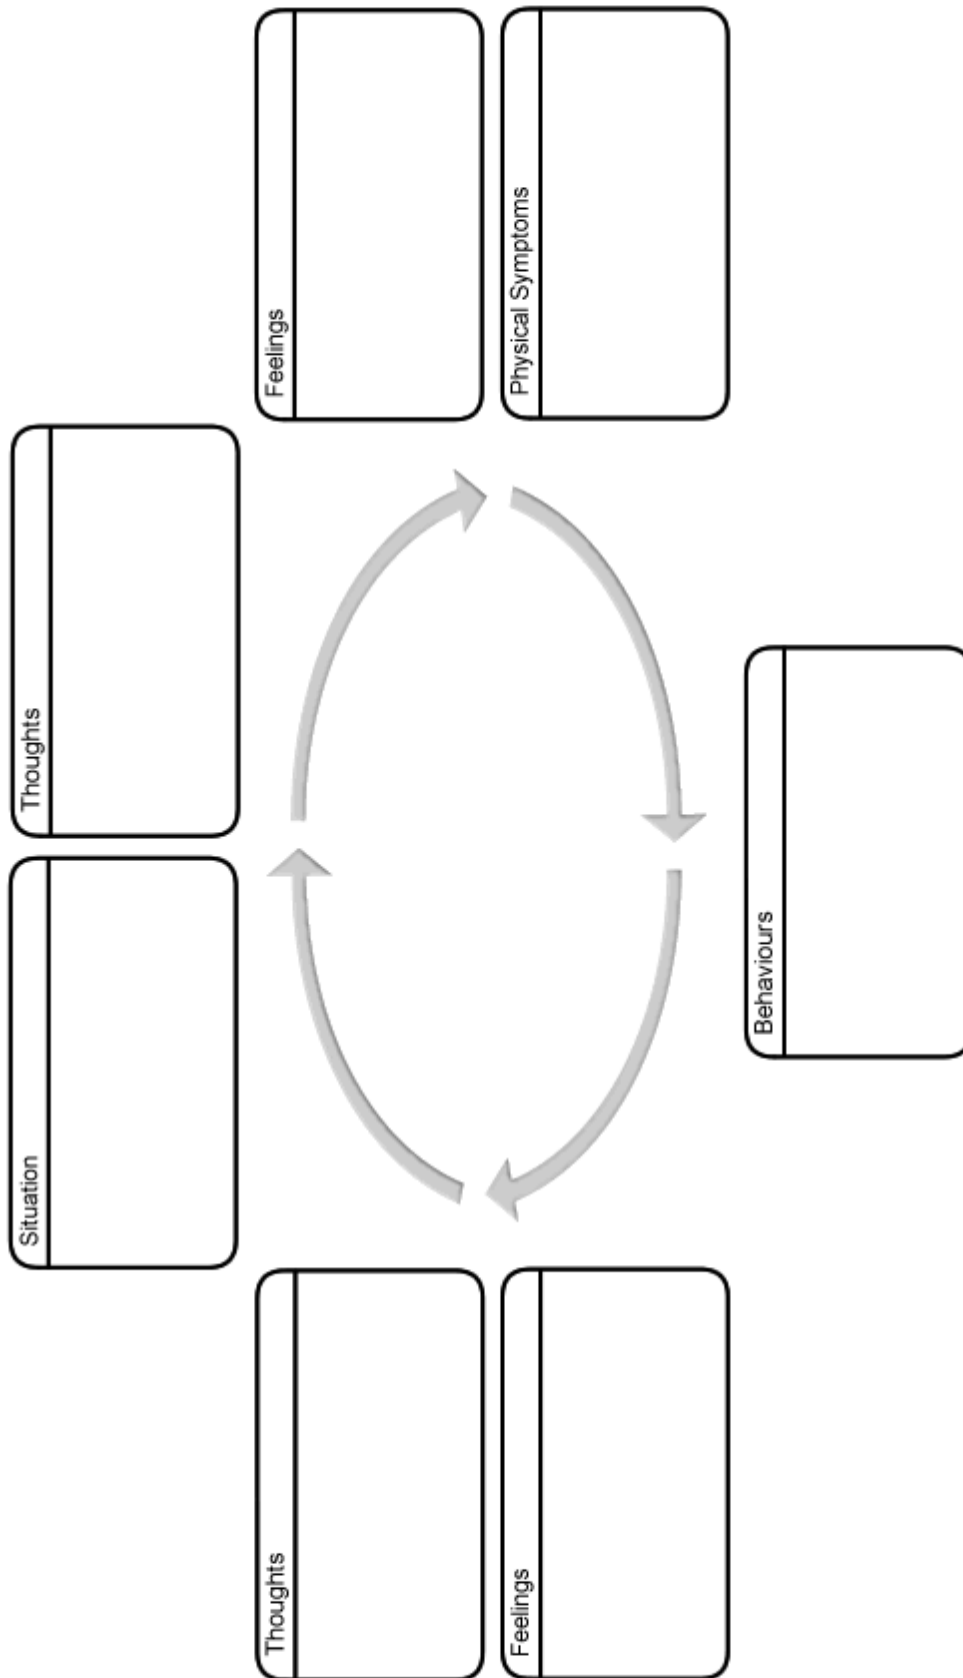 Situation
Thoughts
Feelings
Physical Symptoms
Behaviours
Thoughts
Feelings